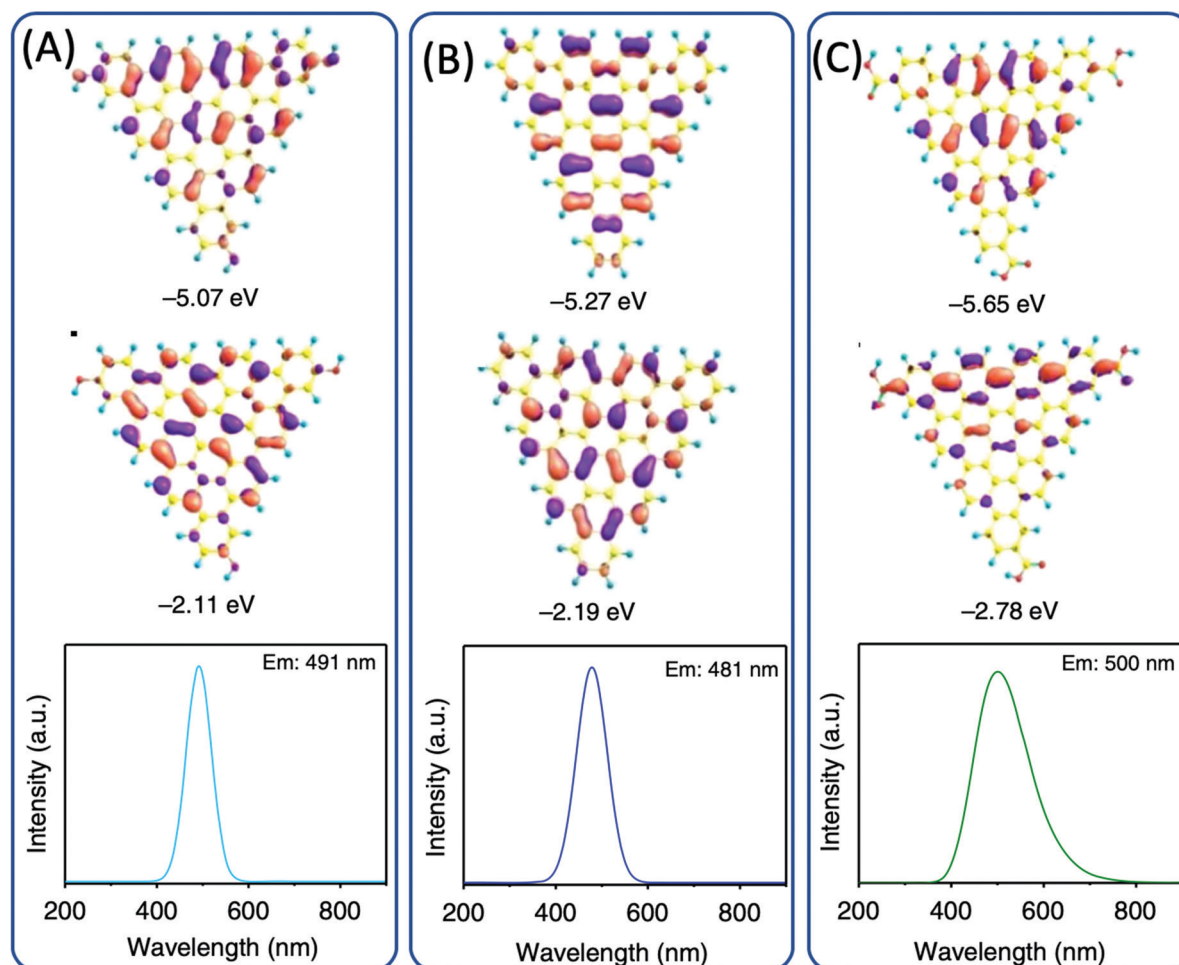 (A)
−5.07 eV
−2.11 eV
Em: 491 nm
Intensity (a.u.)
200 400 600 800
Wavelength (nm)
(B)
−5.27 eV
−2.19 eV
Em: 481 nm
Intensity (a.u.)
200 400 600 800
Wavelength (nm)
(C)
−5.65 eV
−2.78 eV
Em: 500 nm
Intensity (a.u.)
200 400 600 800
Wavelength (nm)